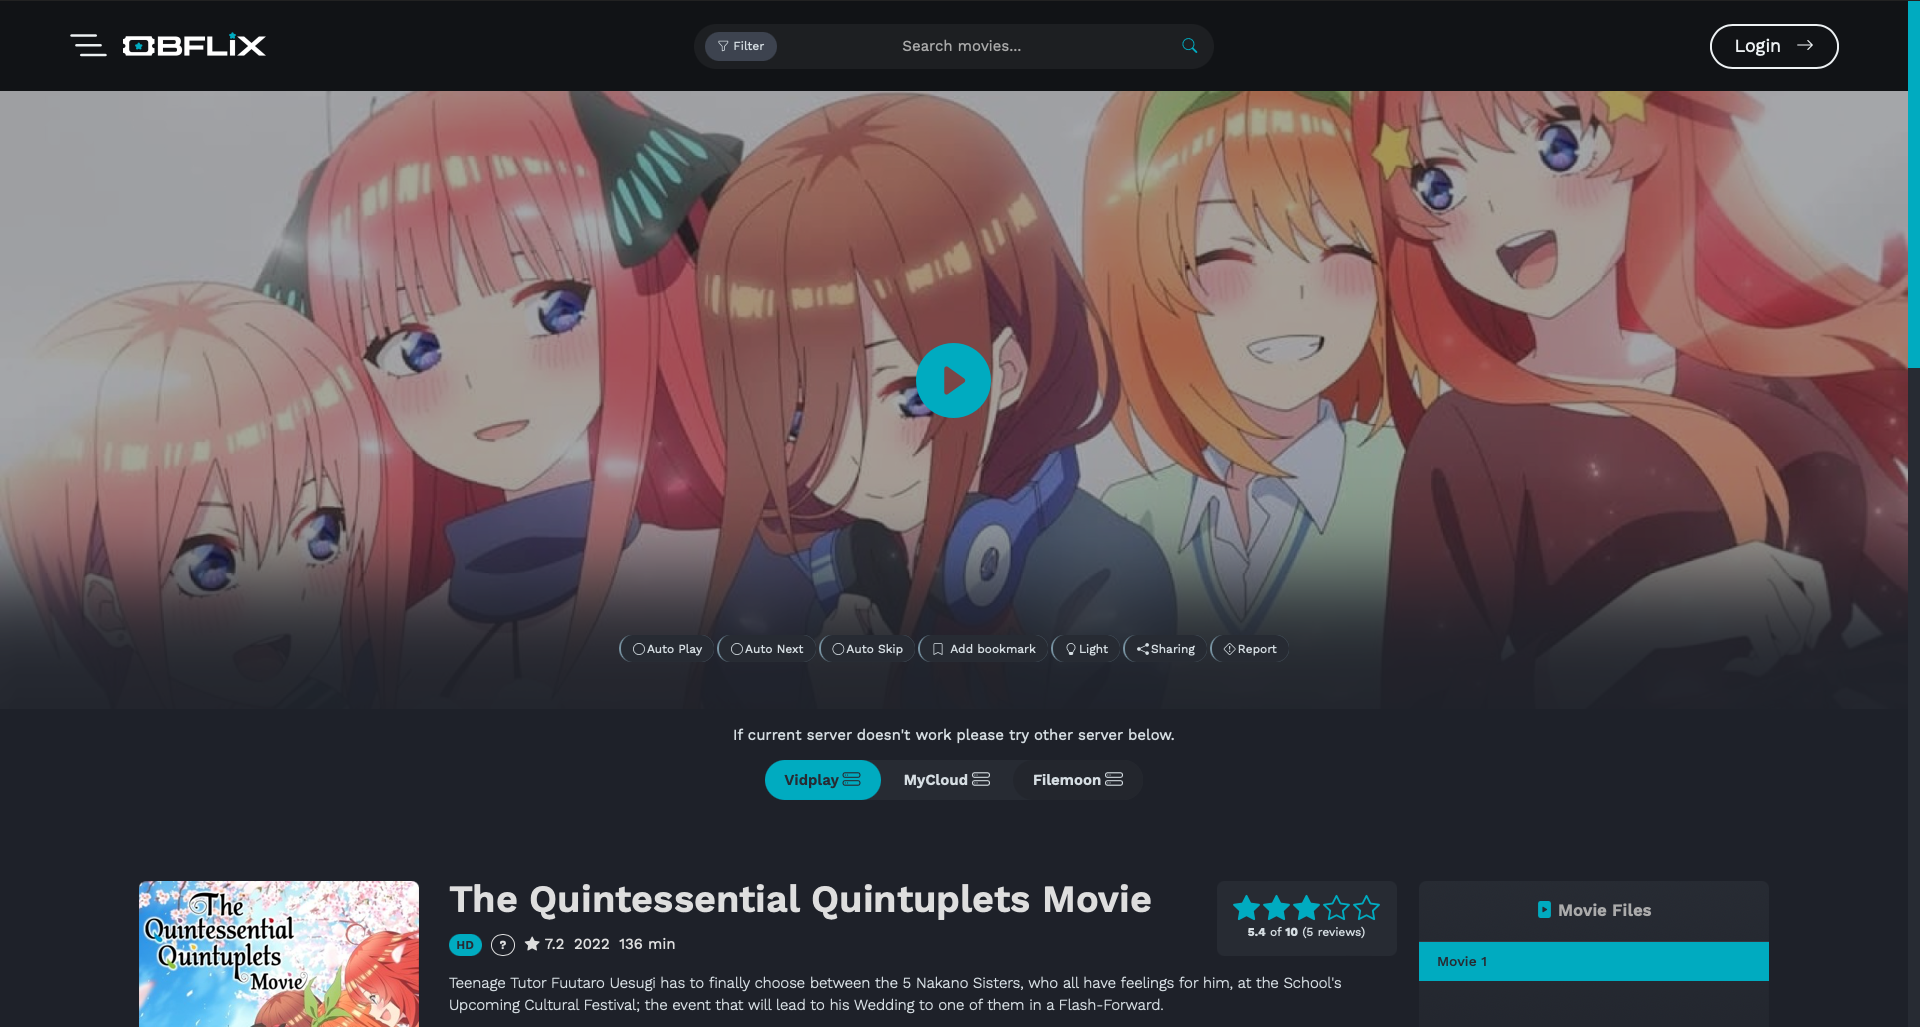 OBFLIX
Filter
Search movies...
Login
Auto Play
Auto Next
Auto Skip
Add bookmark
Light
Sharing
Report
If current server doesn't work please try other server below.
Vidplay
MyCloud
Filemoon
The
Quintessential
Quintuplets
Movie
The Quintessential Quintuplets Movie
HD
?
7.2 2022 136 min
5.4 of 10 (5 reviews)
Teenage Tutor Fuutaro Uesugi has to finally choose between the 5 Nakano Sisters, who all have feelings for him, at the School's
Upcoming Cultural Festival; the event that will lead to his Wedding to one of them in a Flash-Forward.
Movie Files
Movie 1